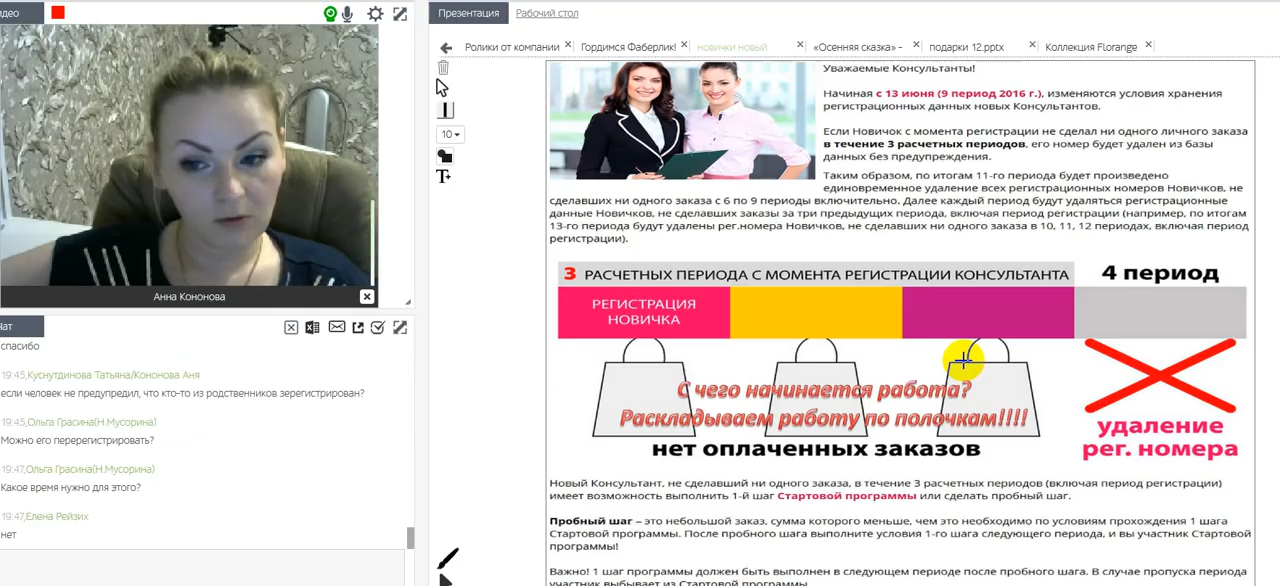 идео
Анна Кононова
чат
спасибо
19:45,Куснутдинова Татьяна/Кононова Аня
если человек не предупредил, что кто-то из родственников зерегистрирован?
19:45,Ольга Грасина(Н.Мусорина)
Можно его перерегистрировать?
19:47,Ольга Грасина(Н.Мусорина)
Какое время нужно для этого?
19:47,Елена Рейзих
нет
Презентация Рабочий стол
Ролики от компании Гордимся Фаберлик! новички новый «Осенняя сказка» - подарки 12.pptx Коллекция Florange
10
T+
Уважаемые Консультанты!
Начиная с 13 июня (9 период 2016 г.), изменяются условия хранения
регистрационных данных новых Консультантов.
Если Новичок с момента регистрации не сделал ни одного личного заказа
в течение 3 расчетных периодов, его номер будет удален из базы
данных без предупреждения.
Таким образом, по итогам 11-го периода будет произведено
единовременное удаление всех регистрационных номеров Новичков, не
сделавших ни одного заказа с 6 по 9 периоды включительно. Далее каждый период будут удаляться регистрационные
данные Новичков, не сделавших заказы за три предыдущих периода, включая период регистрации (например, по итогам
13-го периода будут удалены рег.номера Новичков, не сделавших ни одного заказа в 10, 11, 12 периодах, включая период
регистрации).
3 РАСЧЕТНЫХ ПЕРИОДА С МОМЕНТА РЕГИСТРАЦИИ КОНСУЛЬТАНТА 4 период
РЕГИСТРАЦИЯ
НОВИЧКА
С чего начинается работа?
Раскладываем работу по полочкам!!!!
нет оплаченных заказов
удаление
рег. номера
Новый Консультант, не сделавший ни одного заказа, в течение 3 расчетных периодов (включая период регистрации)
имеет возможность выполнить 1-й шаг Стартовой программы или сделать пробный шаг.
Пробный шаг – это небольшой заказ, сумма которого меньше, чем это необходимо по условиям прохождения 1 шага
Стартовой программы. После пробного шага выполните условия 1-го шага следующего периода, и вы участник Стартовой
программы!
Важно! 1 шаг программы должен быть выполнен в следующем периоде после пробного шага. В случае пропуска периода
участник выбывает из Стартовой программы.